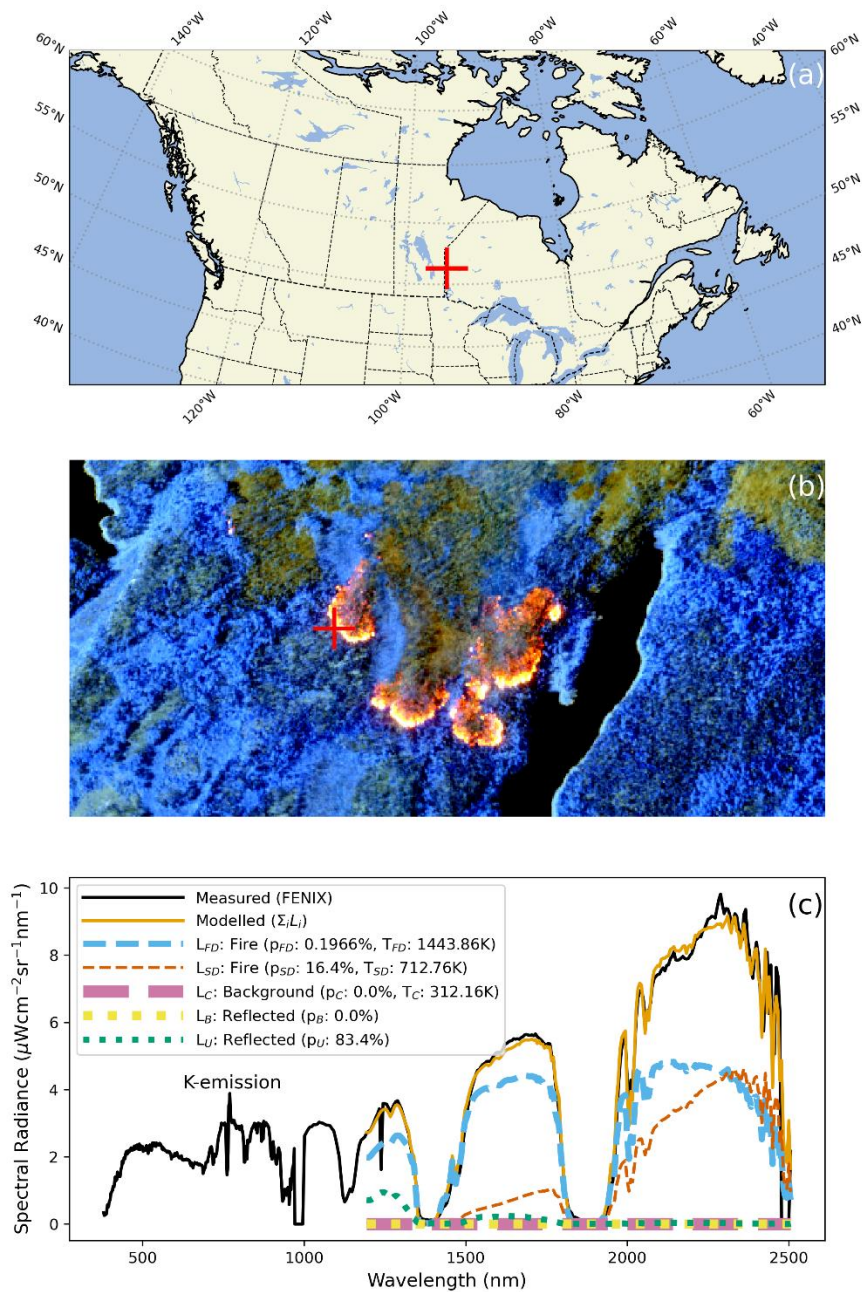 140°W 120°W 100°W 80°W 60°W 40°W
60°N 60°N
(a)
55°N 55°N
50°N 50°N
45°N 45°N
40°N 40°N
120°W 100°W 80°W 60°W
(b)
(c)
10
8
6
4
2
0
Spectral Radiance (μWcm⁻²sr⁻¹nm⁻¹)
Measured (FENIX)
Modelled (Σ_iL_i)
L_FD: Fire (p_FD: 0.1966%, T_FD: 1443.86K)
L_SD: Fire (p_SD: 16.4%, T_SD: 712.76K)
L_C: Background (p_C: 0.0%, T_C: 312.16K)
L_B: Reflected (p_B: 0.0%)
L_U: Reflected (p_U: 83.4%)
K-emission
500 1000 1500 2000 2500
Wavelength (nm)